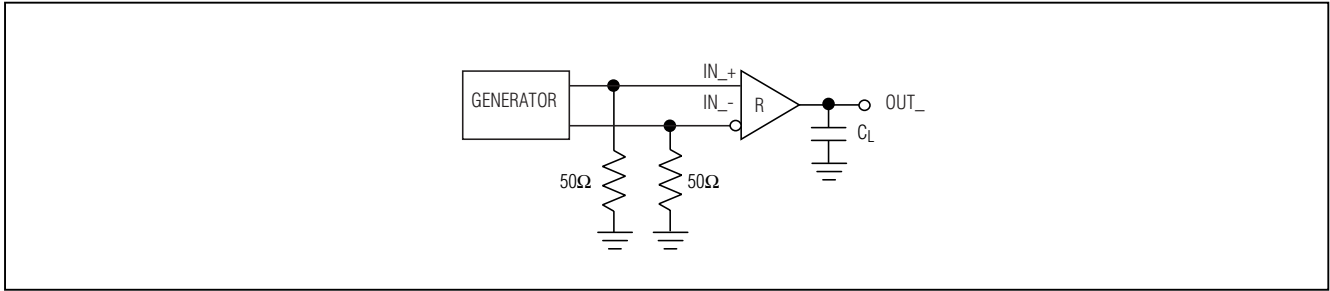 GENERATOR
IN_+
IN_-
R
OUT_
CL
50Ω
50Ω